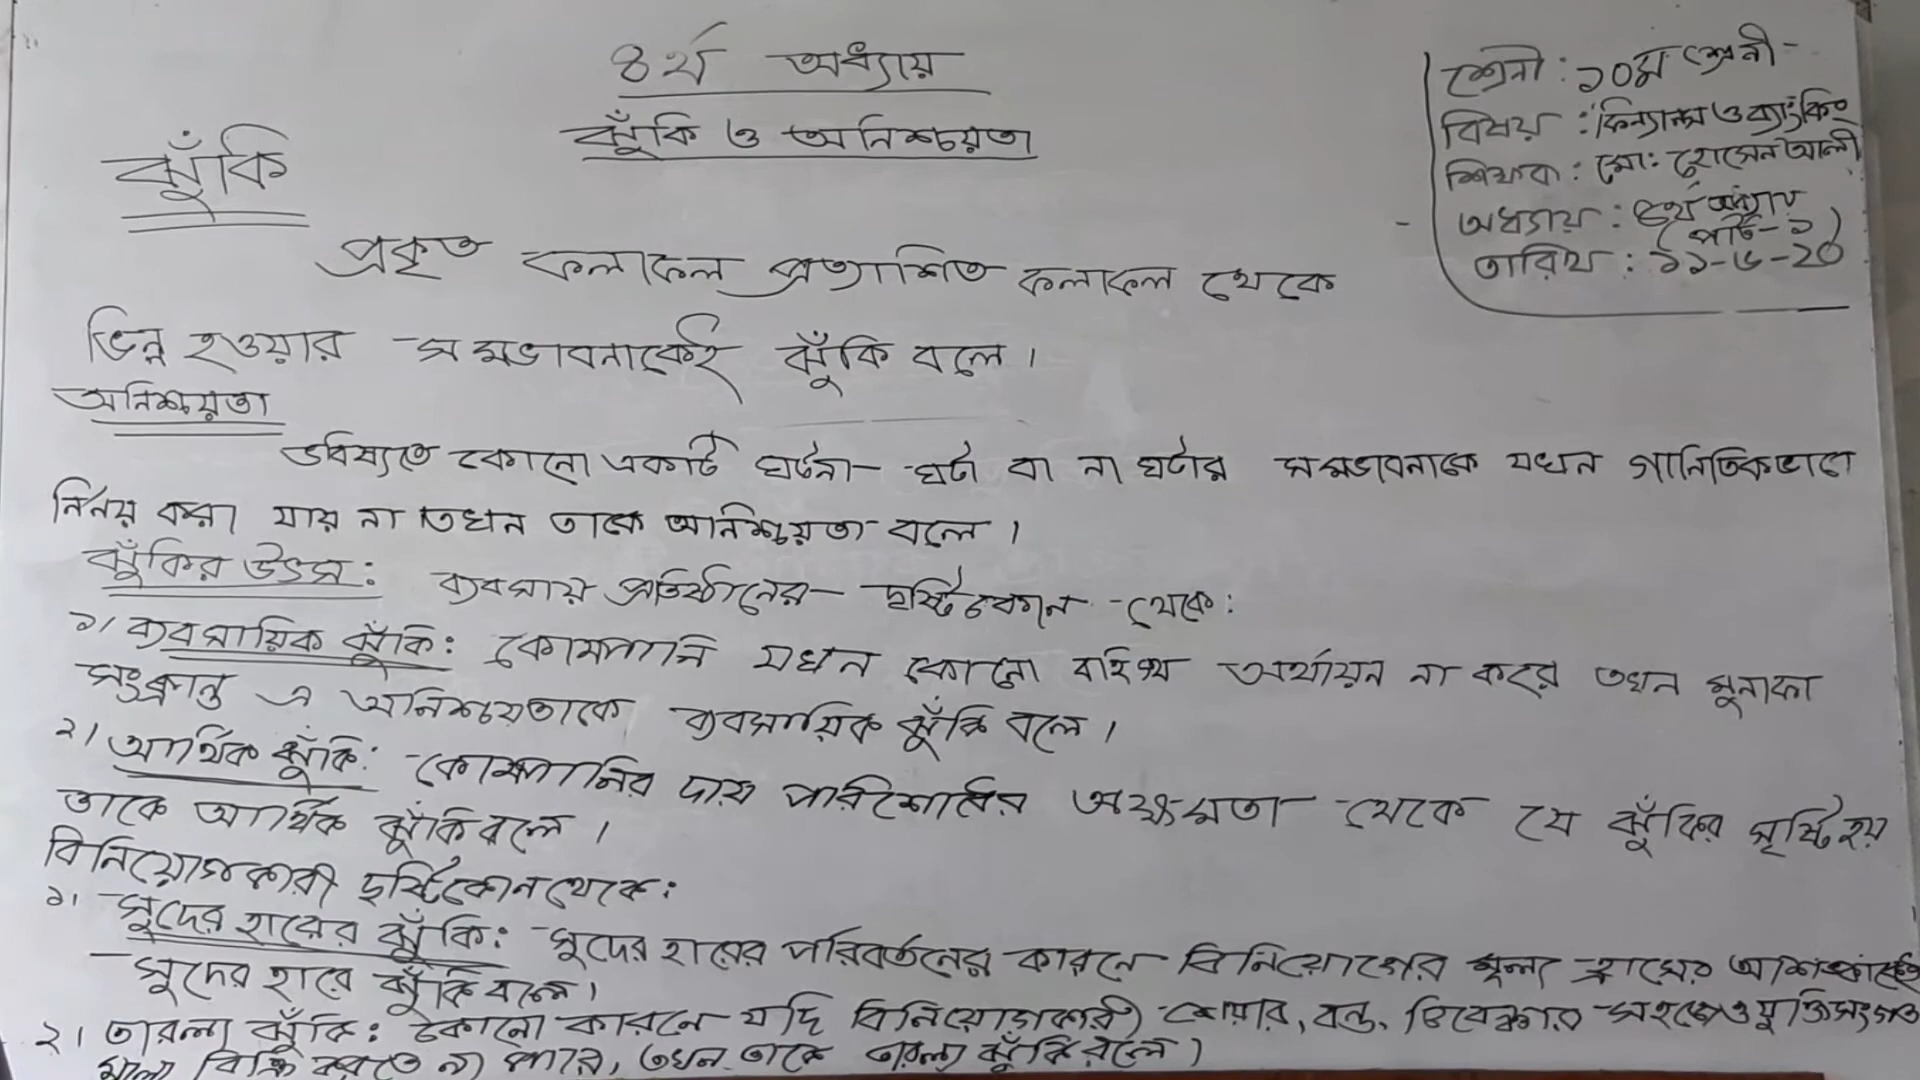 ৪র্থ অধ্যায়
ঝুঁকি ও অনিশ্চয়তা
শ্রেনী : ১০ম শ্রেনী
বিষয় : ফিন্যান্স ও ব্যাংকিং
শিক্ষক : মো: হোসেন আলী
অধ্যায় : ৪র্থ অধ্যায়
(পার্ট-১)
তারিখ : ১১-৬-২০
ঝুঁকি
প্রকৃত ফলাফল প্রত্যাশিত ফলাফল থেকে
ভিন্ন হওয়ার সম্ভাবনাকেই ঝুঁকি বলে।
অনিশ্চয়তা
ভবিষ্যতে কোনো একটি ঘটনা ঘটা বা না ঘটার সম্ভাবনাকে যখন গানিতিকভাবে
নির্নয় করা যায় না তখন তাকে অনিশ্চয়তা বলে।
ঝুঁকির উৎস: ব্যবসায় প্রতিষ্ঠানের দৃষ্টিকোন থেকে:
১/ ব্যবসায়িক ঝুঁকি: কোম্পানি যখন কোনো বহিস্থ অর্থায়ন না করে তখন মুনাফা
সংক্রান্ত এ অনিশ্চয়তাকে ব্যবসায়িক ঝুঁকি বলে।
২/ আর্থিক ঝুঁকি: কোম্পানির দায় পরিশোধের অক্ষমতা থেকে যে ঝুঁকির সৃষ্টি হয়
তাকে আর্থিক ঝুঁকি বলে।
বিনিয়োগকারী দৃষ্টিকোন থেকে:
১। সুদের হারের ঝুঁকি: সুদের হারের পরিবর্তনের কারনে বিনিয়োগের মূল্য হ্রাসের আশঙ্কাকেই
সুদের হারে ঝুঁকি বলে।
২। তারল্য ঝুঁকি: কোনো কারনে যদি বিনিয়োগকারী শেয়ার, বন্ড, ডিবেঞ্চার সহজে ও যুক্তিসংগত
মূল্যে বিক্রি করতে না পারে, তখন তাকে তারল্য ঝুঁকি বলে।